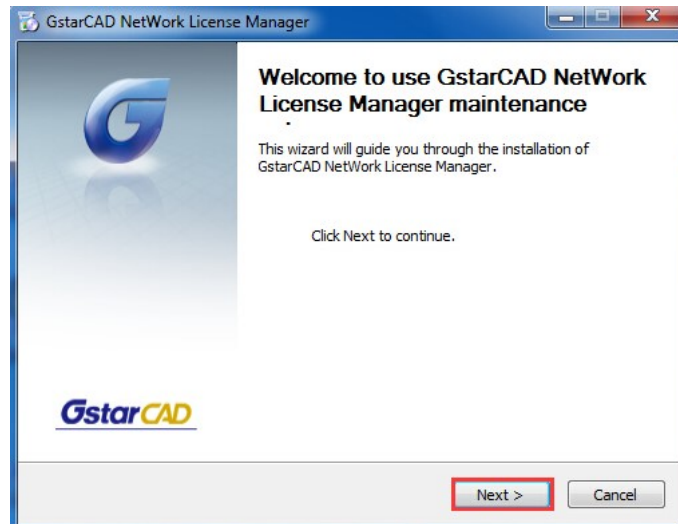 GstarCAD NetWork License Manager
Welcome to use GstarCAD NetWork
License Manager maintenance
This wizard will guide you through the installation of
GstarCAD NetWork License Manager.
Click Next to continue.
GstarCAD
Next >
Cancel